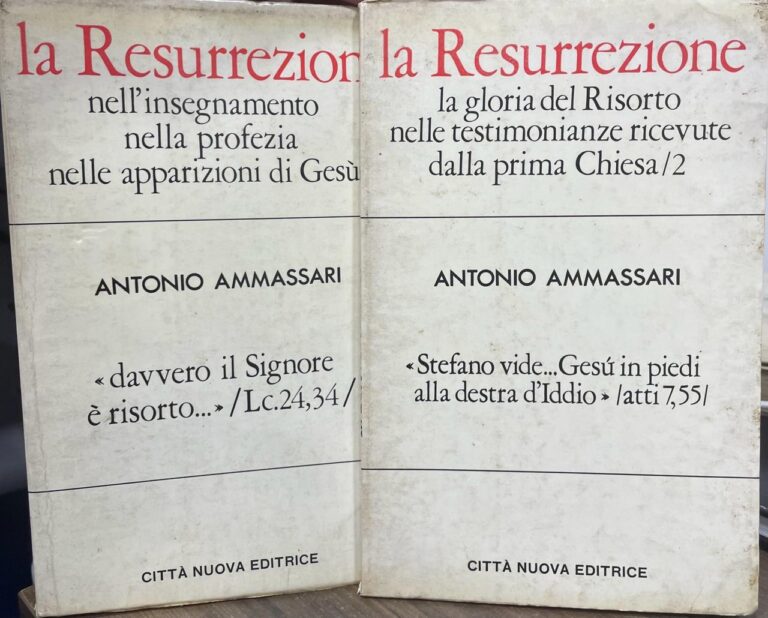 la Resurrezion
nell'insegnamento
nella profezia
nelle apparizioni di Gesù
ANTONIO AMMASSARI
«davvero il Signore
è risorto...» /Lc.24,34/
CITTÀ NUOVA EDITRICE
la Resurrezione
la gloria del Risorto
nelle testimonianze ricevute
dalla prima Chiesa/2
ANTONIO AMMASSARI
«Stefano vide...Gesú in piedi
alla destra d'Iddio» /atti 7,55/
CITTÀ NUOVA EDITRICE